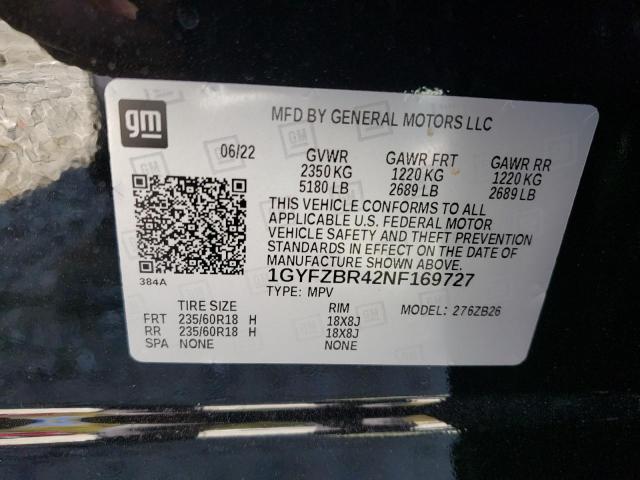 gm
MFD BY GENERAL MOTORS LLC
06/22 GVWR GAWR FRT GAWR RR
2350 KG 1220 KG 1220 KG
5180 LB 2689 LB 2689 LB
THIS VEHICLE CONFORMS TO ALL
APPLICABLE U.S. FEDERAL MOTOR
VEHICLE SAFETY AND THEFT PREVENTION
STANDARDS IN EFFECT ON THE DATE OF
MANUFACTURE SHOWN ABOVE.
384A 1GYFZBR42NF169727
TYPE: MPV MODEL: 276ZB26
TIRE SIZE RIM
FRT 235/60R18 H 18X8J
RR 235/60R18 H 18X8J
SPA NONE NONE